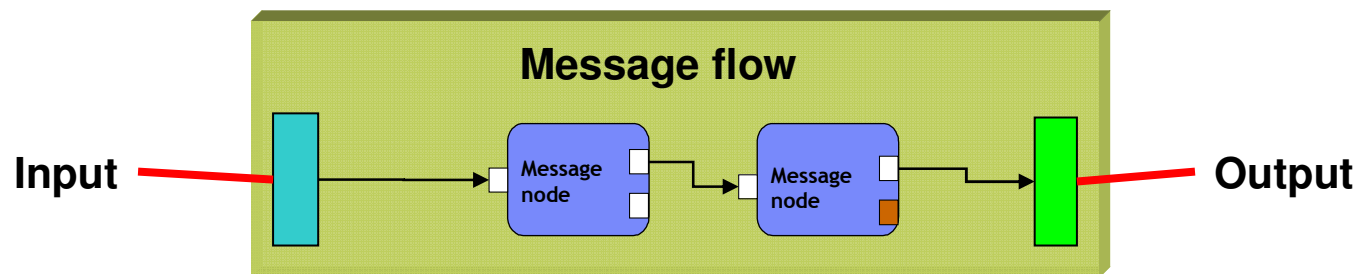 Message flow
Input
Message
node
Message
node
Output